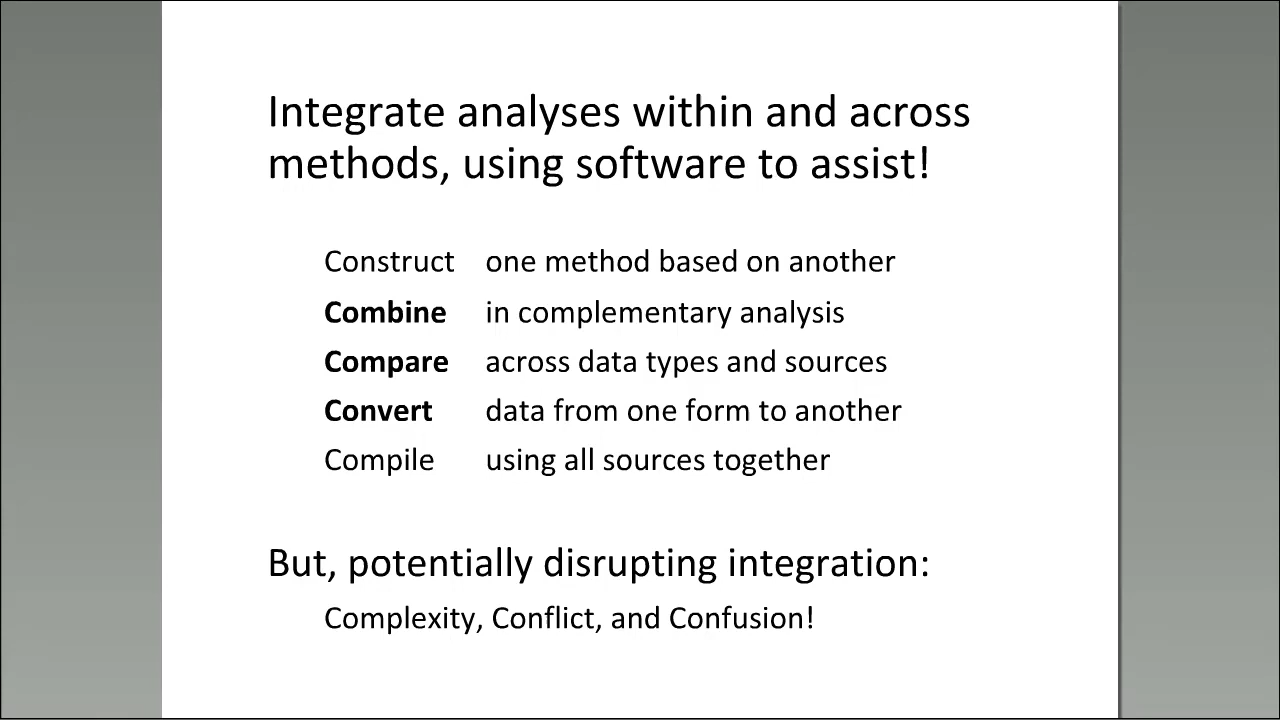 Integrate analyses within and across
methods, using software to assist!
Construct one method based on another
Combine in complementary analysis
Compare across data types and sources
Convert data from one form to another
Compile using all sources together
But, potentially disrupting integration:
Complexity, Conflict, and Confusion!